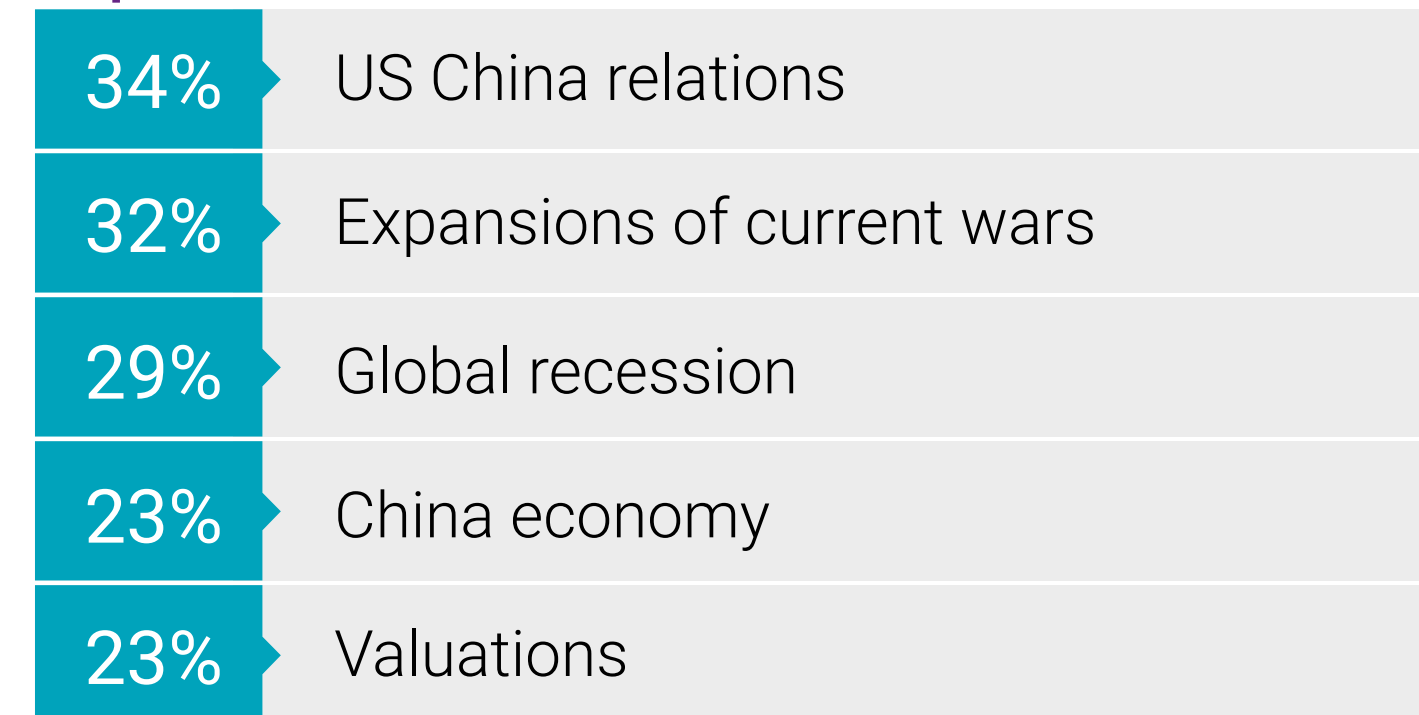 34% US China relations
32% Expansions of current wars
29% Global recession
23% China economy
23% Valuations